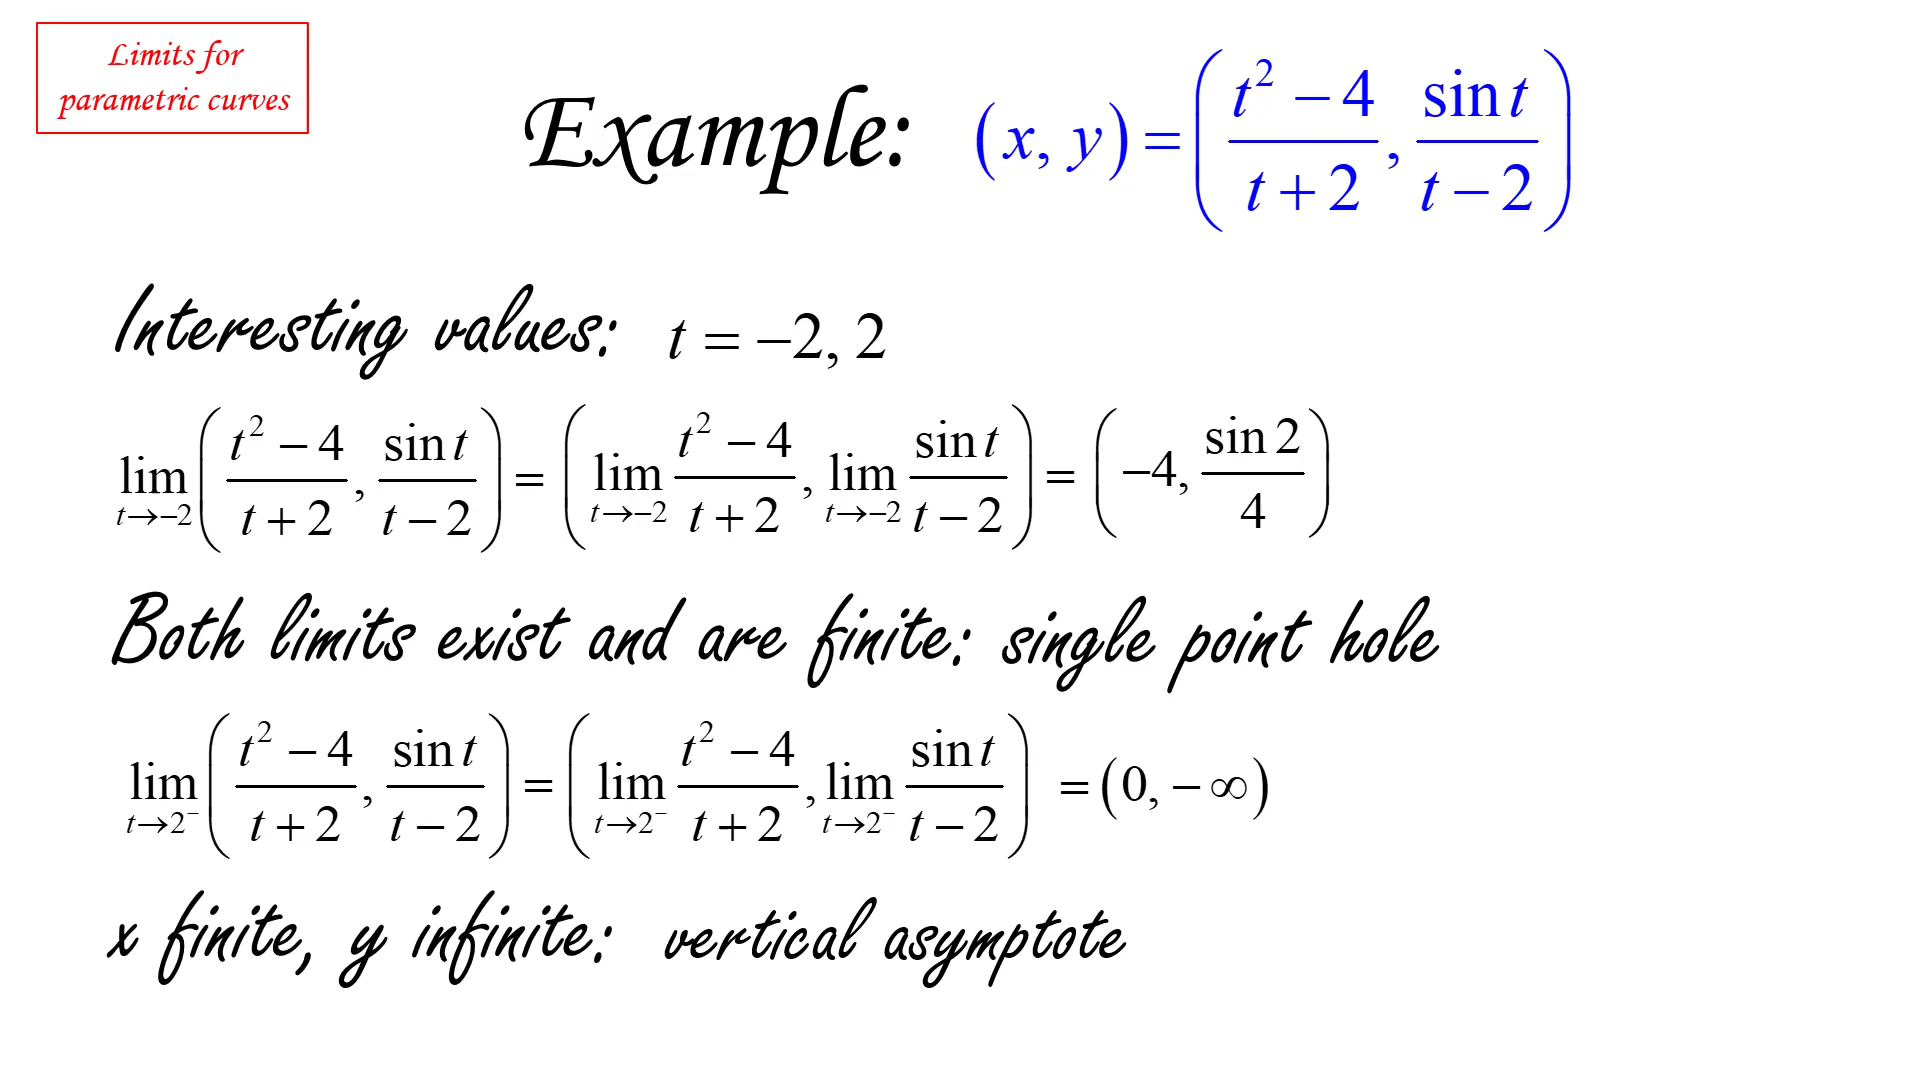 Limits for
parametric curves
Example: (x, y) = ( (t² − 4)/(t + 2), (sin t)/(t − 2) )
Interesting values: t = −2, 2
lim_{t→−2} ( (t² − 4)/(t + 2), (sin t)/(t − 2) ) = ( lim_{t→−2} (t² − 4)/(t + 2), lim_{t→−2} (sin t)/(t − 2) ) = ( −4, (sin 2)/4 )
Both limits exist and are finite: single point hole
lim_{t→2⁻} ( (t² − 4)/(t + 2), (sin t)/(t − 2) ) = ( lim_{t→2⁻} (t² − 4)/(t + 2), lim_{t→2⁻} (sin t)/(t − 2) ) = (0, −∞)
x finite, y infinite: vertical asymptote